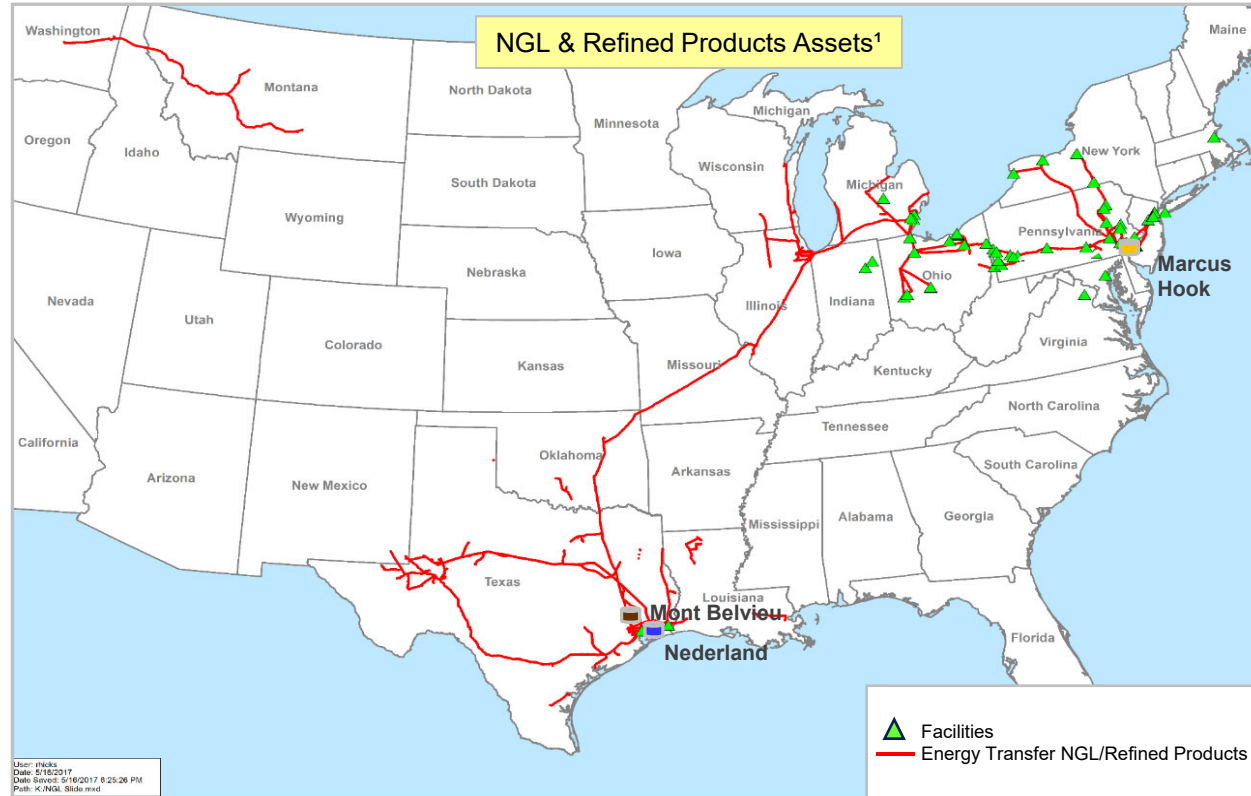 NGL & Refined Products Assets¹
Washington
Montana
North Dakota
Minnesota
Michigan
Maine
Oregon
Idaho
Wisconsin
Michigan
New York
South Dakota
Wyoming
Iowa
Pennsylvania
Nebraska
Marcus
Hook
Nevada
Utah
Colorado
Kansas
Missouri
Illinois
Indiana
Ohio
Virginia
Kentucky
California
Arizona
New Mexico
Oklahoma
Arkansas
Tennessee
North Carolina
South Carolina
Mississippi
Alabama
Georgia
Texas
Louisiana
Mont Belvieu
Nederland
Florida
Facilities
Energy Transfer NGL/Refined Products
User: rhicks
Date: 5/16/2017
Date Saved: 5/16/2017 8:25:26 PM
Path: K:/NGL Slide.mxd